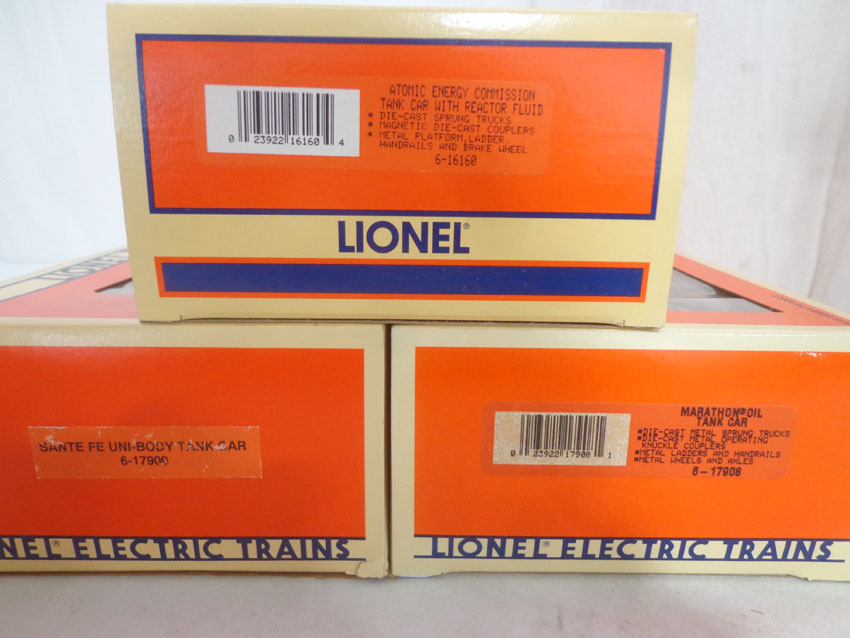 ATOMIC ENERGY COMMISSION
TANK CAR WITH REACTOR FLUID
* DIE-CAST SPRUNG TRUCKS
* MAGNETIC DIE-CAST COUPLERS
* METAL PLATFORM, LADDER,
HANDRAILS AND BRAKE WHEEL
6-16160
0 23922 16160 4
LIONEL®
SANTE FE UNI-BODY TANK CAR
6-17900
NEL® ELECTRIC TRAINS
MARATHON® OIL
TANK CAR
*DIE-CAST METAL SPRUNG TRUCKS
*DIE-CAST METAL OPERATING
KNUCKLE COUPLERS
*METAL LADDERS AND HANDRAILS
*METAL WHEELS AND AXLES
6-17908
0 23922 17908 1
LIONEL® ELECTRIC TRAINS